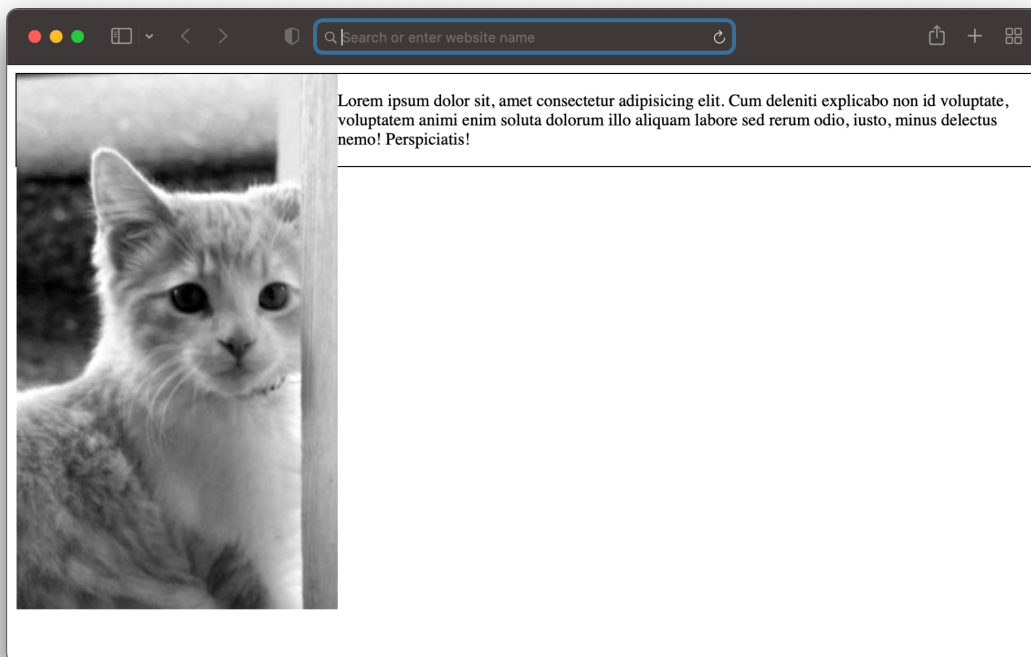 Search or enter website name
Lorem ipsum dolor sit, amet consectetur adipisicing elit. Cum deleniti explicabo non id voluptate,
voluptatem animi enim soluta dolorum illo aliquam labore sed rerum odio, iusto, minus delectus
nemo! Perspiciatis!